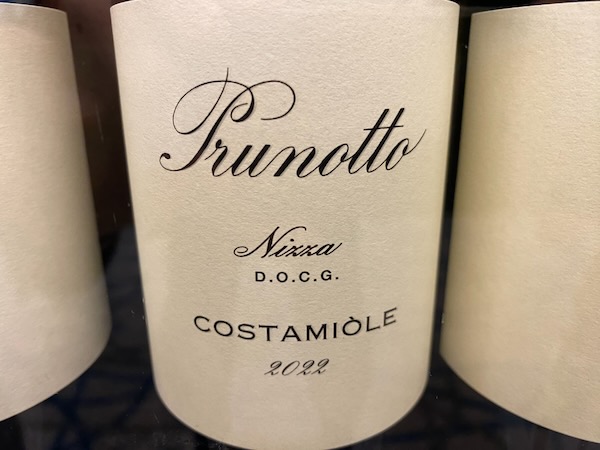 Prunotto
Nizza
D.O.C.G.
COSTAMIÒLE
2022